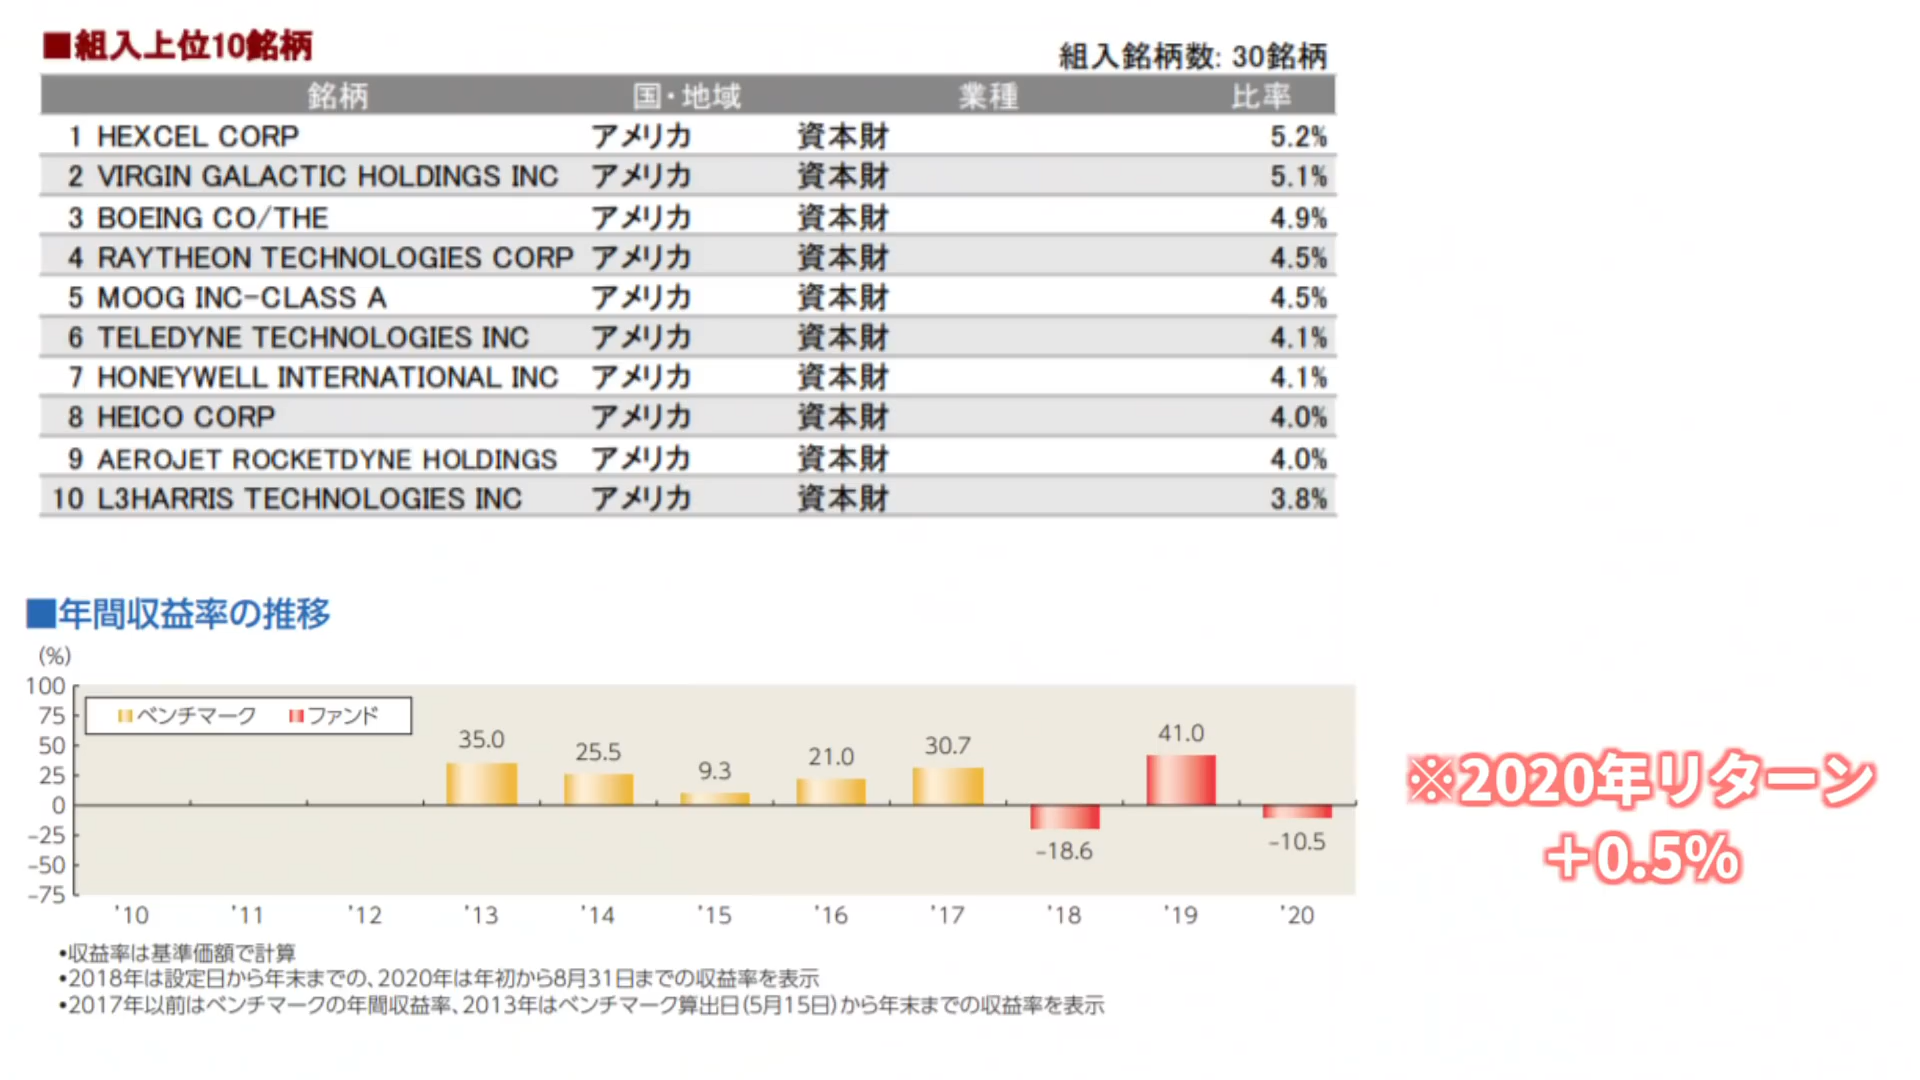 ■組入上位10銘柄
組入銘柄数: 30銘柄
銘柄 国・地域 業種 比率
1 HEXCEL CORP アメリカ 資本財 5.2%
2 VIRGIN GALACTIC HOLDINGS INC アメリカ 資本財 5.1%
3 BOEING CO/THE アメリカ 資本財 4.9%
4 RAYTHEON TECHNOLOGIES CORP アメリカ 資本財 4.5%
5 MOOG INC-CLASS A アメリカ 資本財 4.5%
6 TELEDYNE TECHNOLOGIES INC アメリカ 資本財 4.1%
7 HONEYWELL INTERNATIONAL INC アメリカ 資本財 4.1%
8 HEICO CORP アメリカ 資本財 4.0%
9 AEROJET ROCKETDYNE HOLDINGS アメリカ 資本財 4.0%
10 L3HARRIS TECHNOLOGIES INC アメリカ 資本財 3.8%
■年間収益率の推移
(%)
100
75
50
25
0
-25
-50
-75
ベンチマーク ファンド
35.0
25.5
9.3
21.0
30.7
-18.6
41.0
-10.5
'10 '11 '12 '13 '14 '15 '16 '17 '18 '19 '20
※2020年リターン
+0.5%
•収益率は基準価額で計算
•2018年は設定日から年末までの、2020年は年初から8月31日までの収益率を表示
•2017年以前はベンチマークの年間収益率、2013年はベンチマーク算出日(5月15日)から年末までの収益率を表示